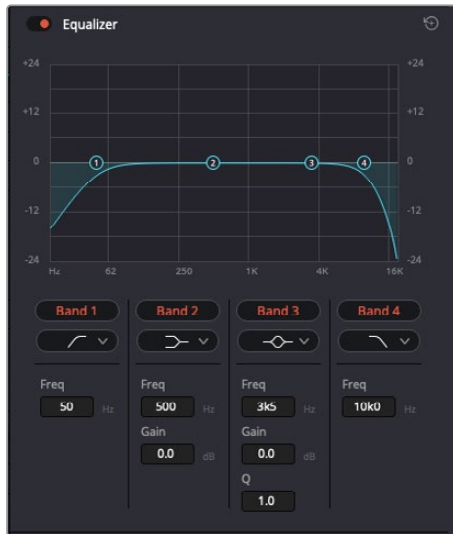 Equalizer
+24 +24
+12 +12
0 0
1 2 3 4
-12 -12
-24 -24
Hz 62 250 1K 4K 16K
Band 1 Band 2 Band 3 Band 4
Freq Freq Freq Freq
50 Hz 500 Hz 3k5 Hz 10k0 Hz
Gain Gain
0.0 dB 0.0 dB
Q
1.0